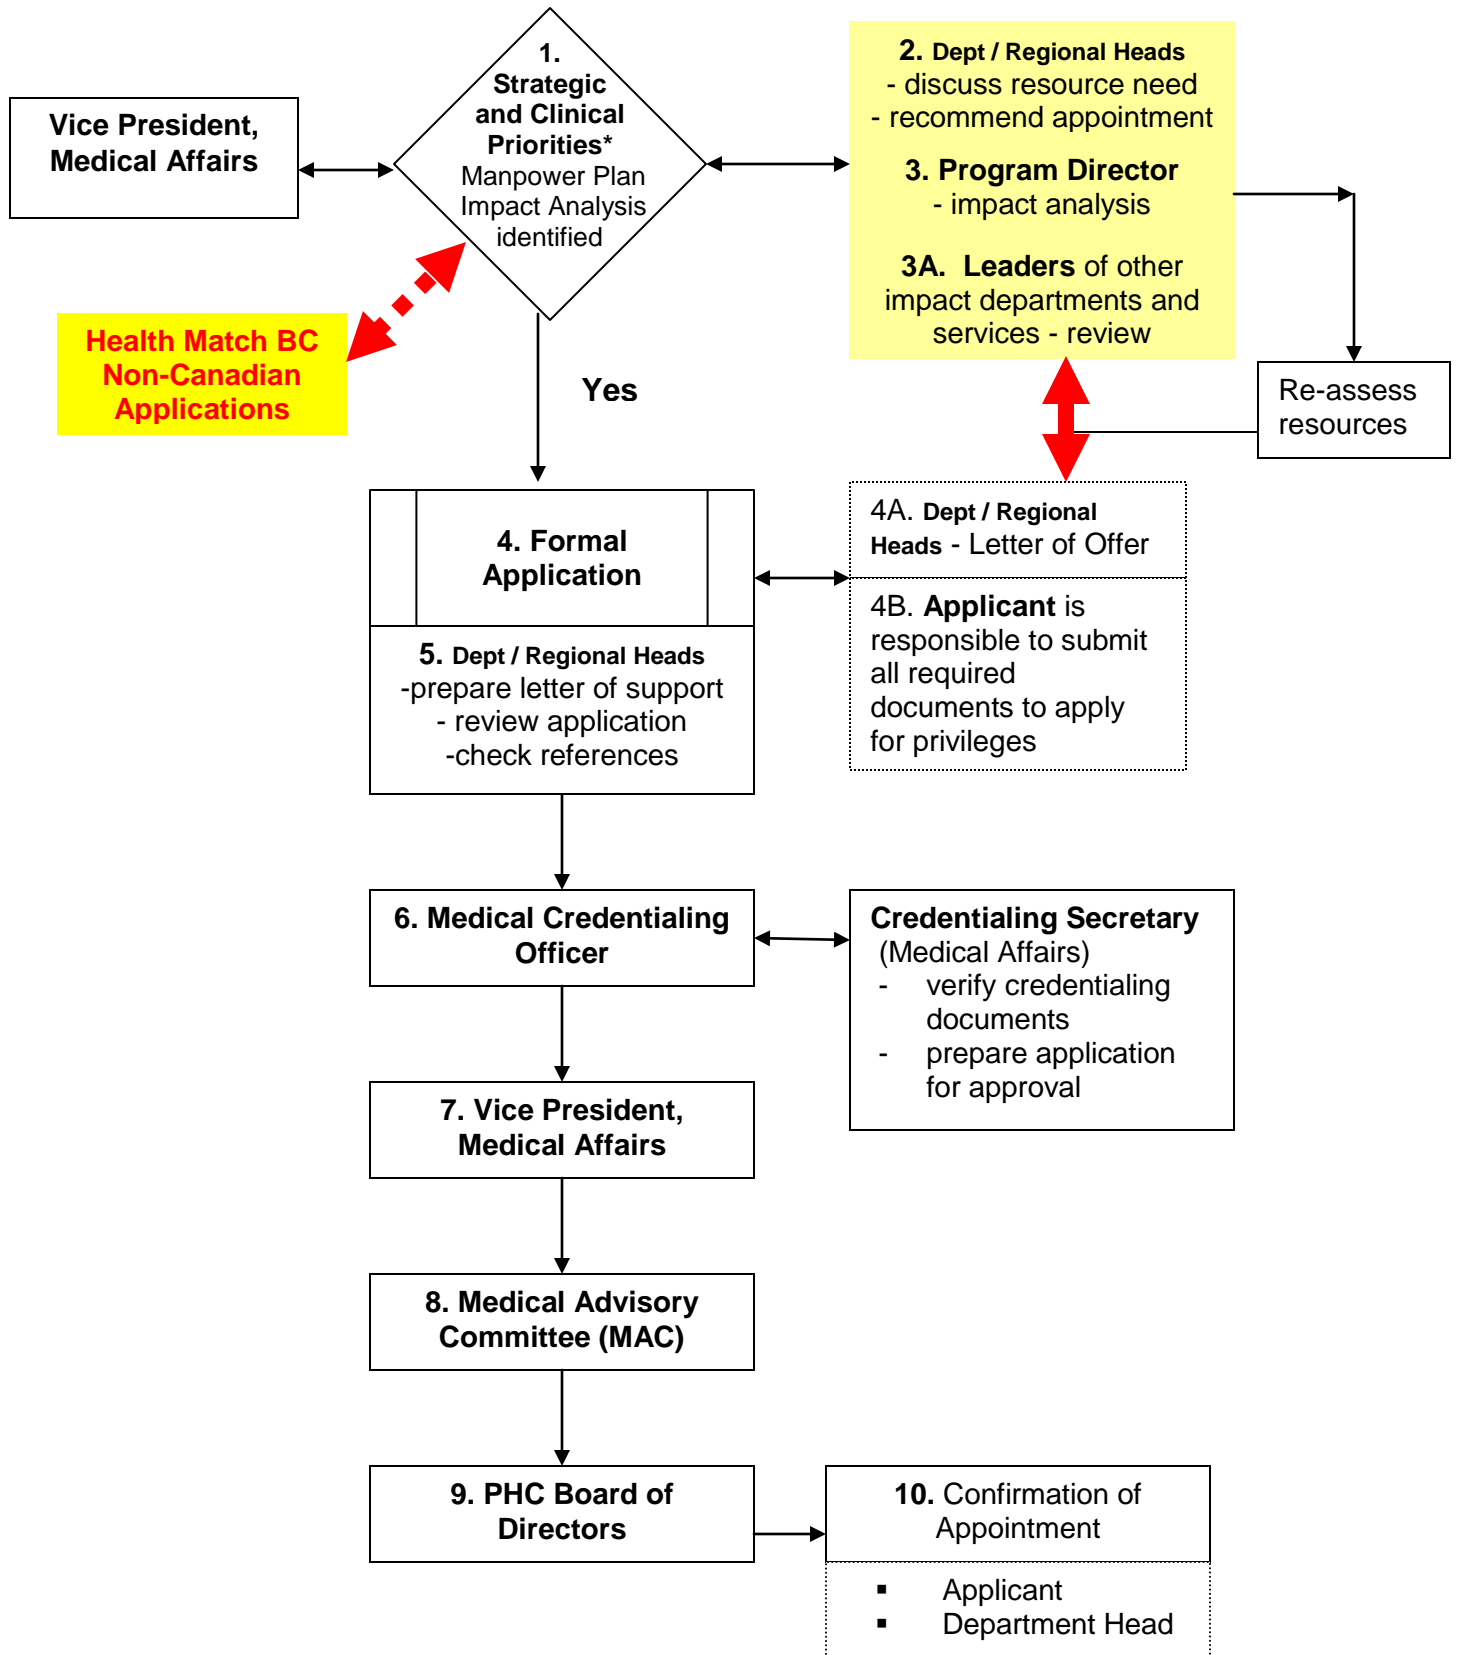 1.
Strategic
and Clinical
Priorities*
Manpower Plan
Impact Analysis
identified
Vice President,
Medical Affairs
2. Dept / Regional Heads
- discuss resource need
- recommend appointment
3. Program Director
- impact analysis
3A. Leaders of other
impact departments and
services - review
Health Match BC
Non-Canadian
Applications
Yes
Re-assess
resources
4. Formal
Application
4A. Dept / Regional
Heads - Letter of Offer
4B. Applicant is
responsible to submit
all required
documents to apply
for privileges
5. Dept / Regional Heads
-prepare letter of support
- review application
-check references
6. Medical Credentialing
Officer
Credentialing Secretary
(Medical Affairs)
- verify credentialing
documents
- prepare application
for approval
7. Vice President,
Medical Affairs
8. Medical Advisory
Committee (MAC)
9. PHC Board of
Directors
10. Confirmation of
Appointment
▪ Applicant
▪ Department Head